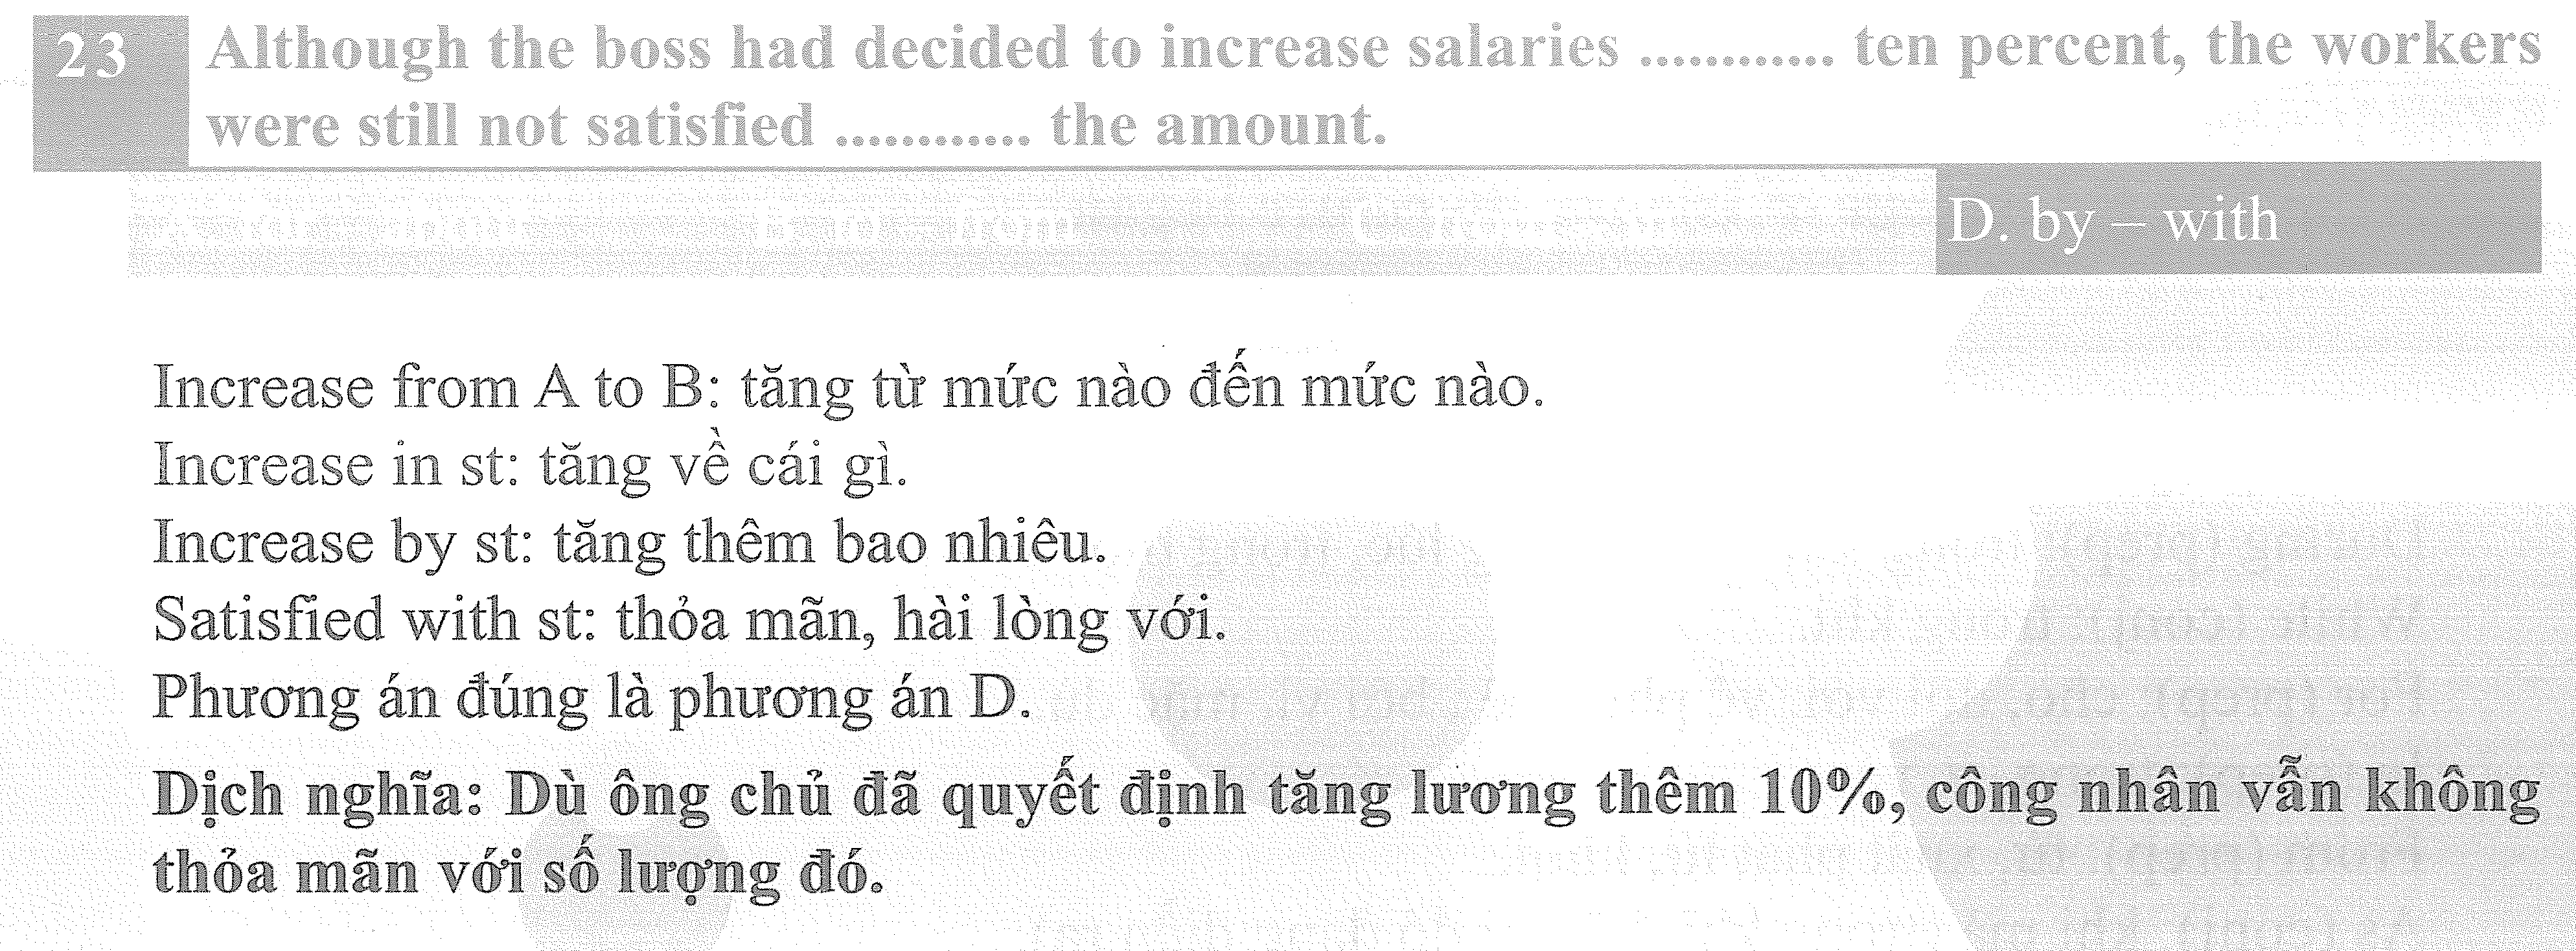 23 Although the boss had decided to increase salaries ............ ten percent, the workers
were still not satisfied ............ the amount.
D. by – with
Increase from A to B: tăng từ mức nào đến mức nào.
Increase in st: tăng về cái gì.
Increase by st: tăng thêm bao nhiêu.
Satisfied with st: thỏa mãn, hài lòng với.
Phương án đúng là phương án D.
Dịch nghĩa: Dù ông chủ đã quyết định tăng lương thêm 10%, công nhân vẫn không
thỏa mãn với số lượng đó.